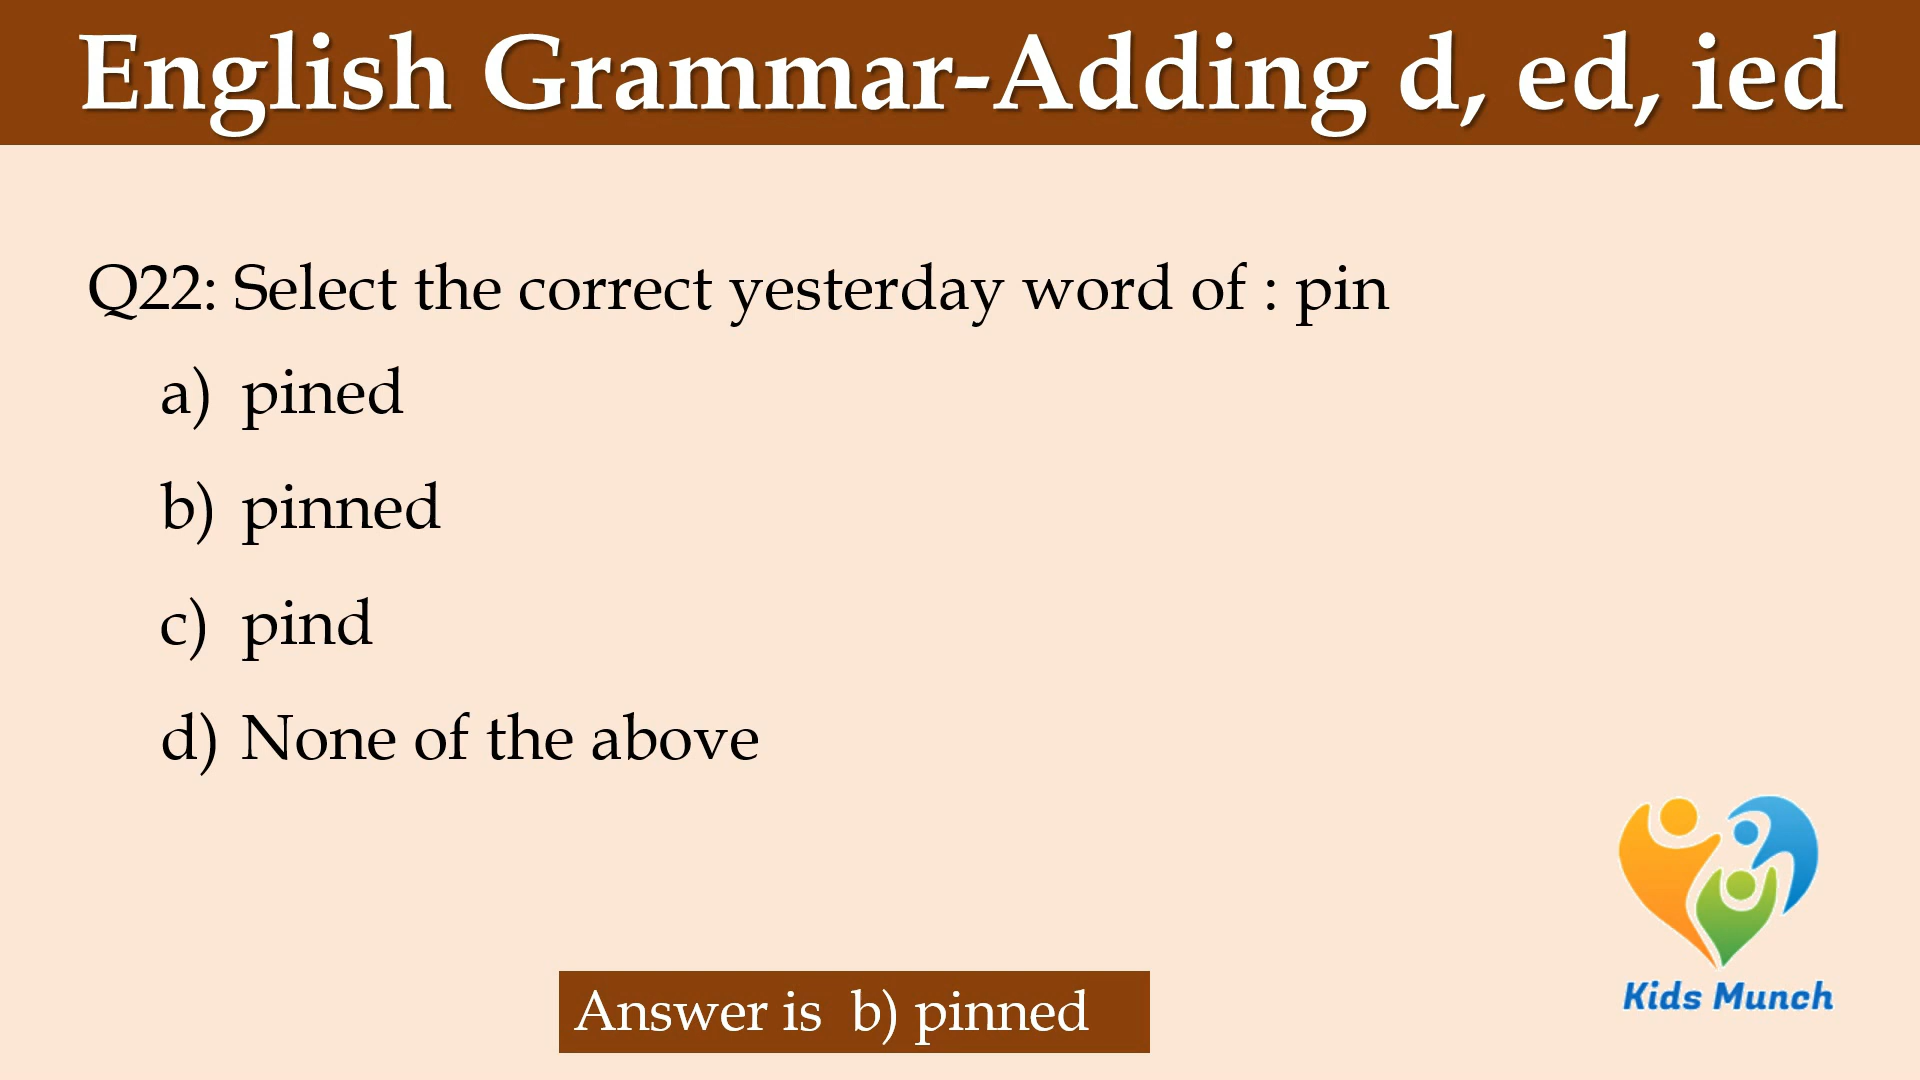 English Grammar-Adding d, ed, ied
Q22: Select the correct yesterday word of : pin
a) pined
b) pinned
c) pind
d) None of the above
Kids Munch
Answer is b) pinned